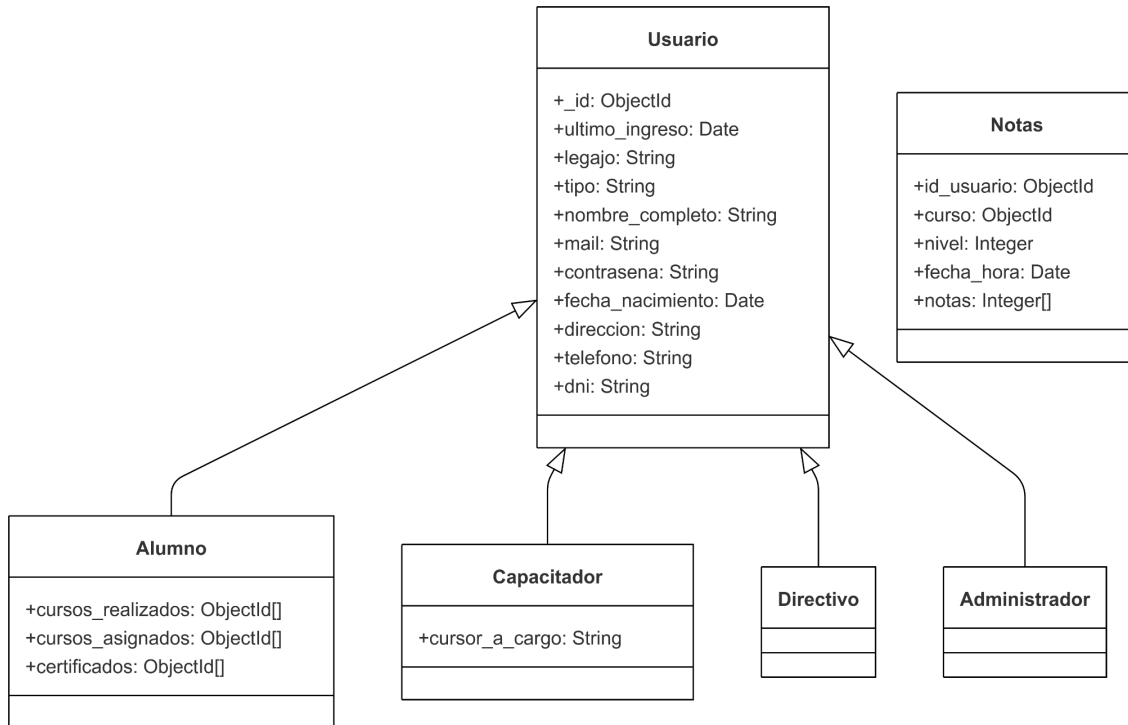 Usuario
+_id: ObjectId
+ultimo_ingreso: Date
+legajo: String
+tipo: String
+nombre_completo: String
+mail: String
+contrasena: String
+fecha_nacimiento: Date
+direccion: String
+telefono: String
+dni: String
Notas
+id_usuario: ObjectId
+curso: ObjectId
+nivel: Integer
+fecha_hora: Date
+notas: Integer[]
Alumno
+cursos_realizados: ObjectId[]
+cursos_asignados: ObjectId[]
+certificados: ObjectId[]
Capacitador
+cursor_a_cargo: String
Directivo
Administrador